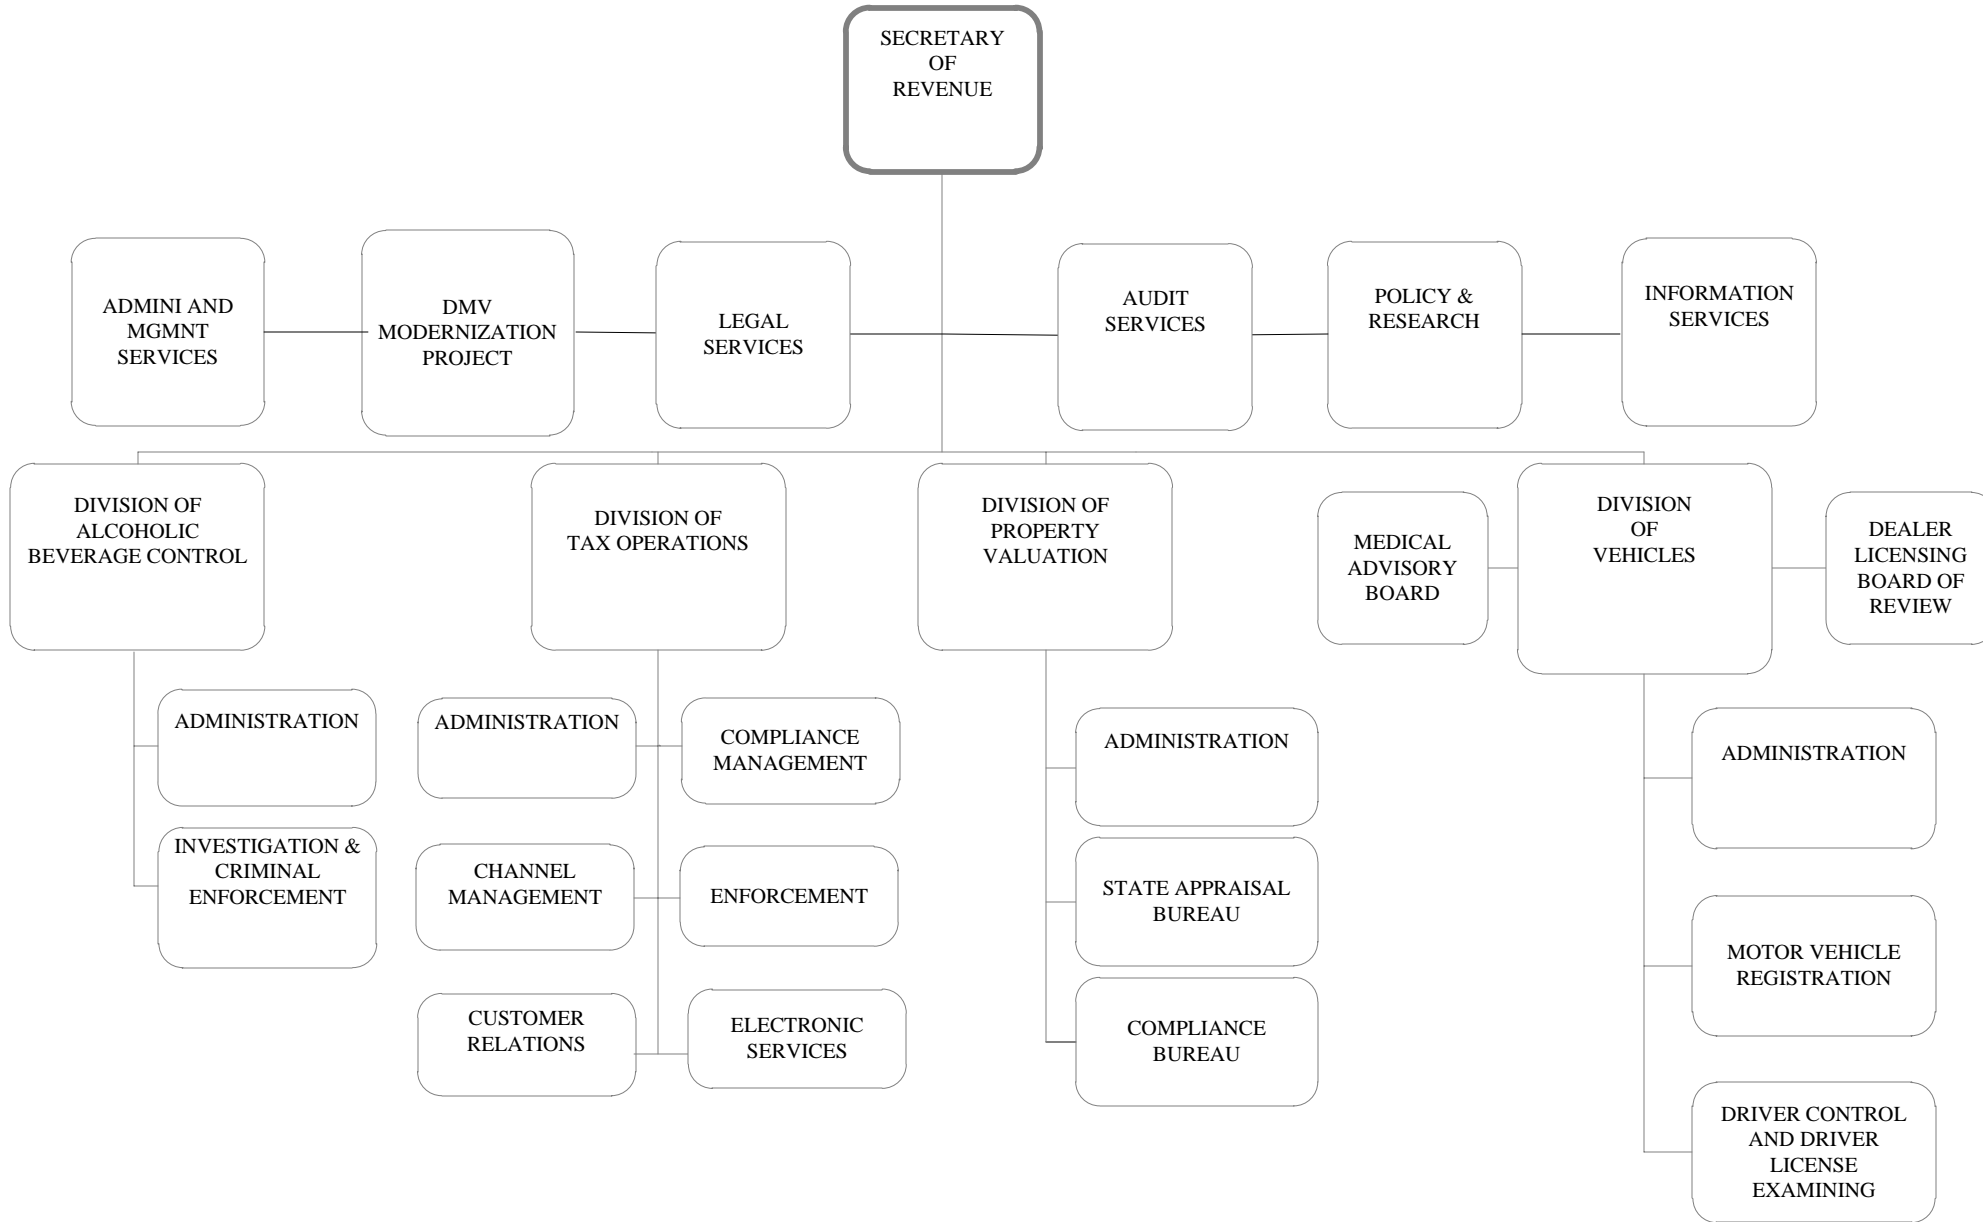 SECRETARY
OF
REVENUE
ADMINI AND
MGMNT
SERVICES
DMV
MODERNIZATION
PROJECT
LEGAL
SERVICES
AUDIT
SERVICES
POLICY &
RESEARCH
INFORMATION
SERVICES
DIVISION OF
ALCOHOLIC
BEVERAGE CONTROL
DIVISION OF
TAX OPERATIONS
DIVISION OF
PROPERTY
VALUATION
MEDICAL
ADVISORY
BOARD
DIVISION
OF
VEHICLES
DEALER
LICENSING
BOARD OF
REVIEW
ADMINISTRATION
INVESTIGATION &
CRIMINAL
ENFORCEMENT
ADMINISTRATION
COMPLIANCE
MANAGEMENT
CHANNEL
MANAGEMENT
ENFORCEMENT
CUSTOMER
RELATIONS
ELECTRONIC
SERVICES
ADMINISTRATION
STATE APPRAISAL
BUREAU
COMPLIANCE
BUREAU
ADMINISTRATION
MOTOR VEHICLE
REGISTRATION
DRIVER CONTROL
AND DRIVER
LICENSE
EXAMINING